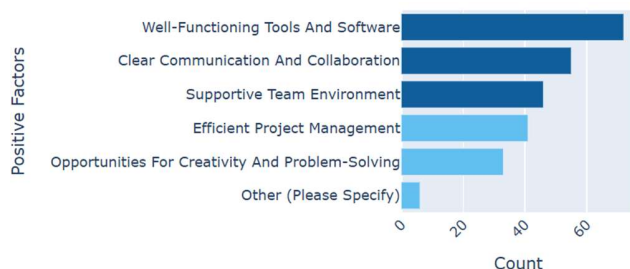 Positive Factors
Well-Functioning Tools And Software
Clear Communication And Collaboration
Supportive Team Environment
Efficient Project Management
Opportunities For Creativity And Problem-Solving
Other (Please Specify)
0
20
40
60
Count